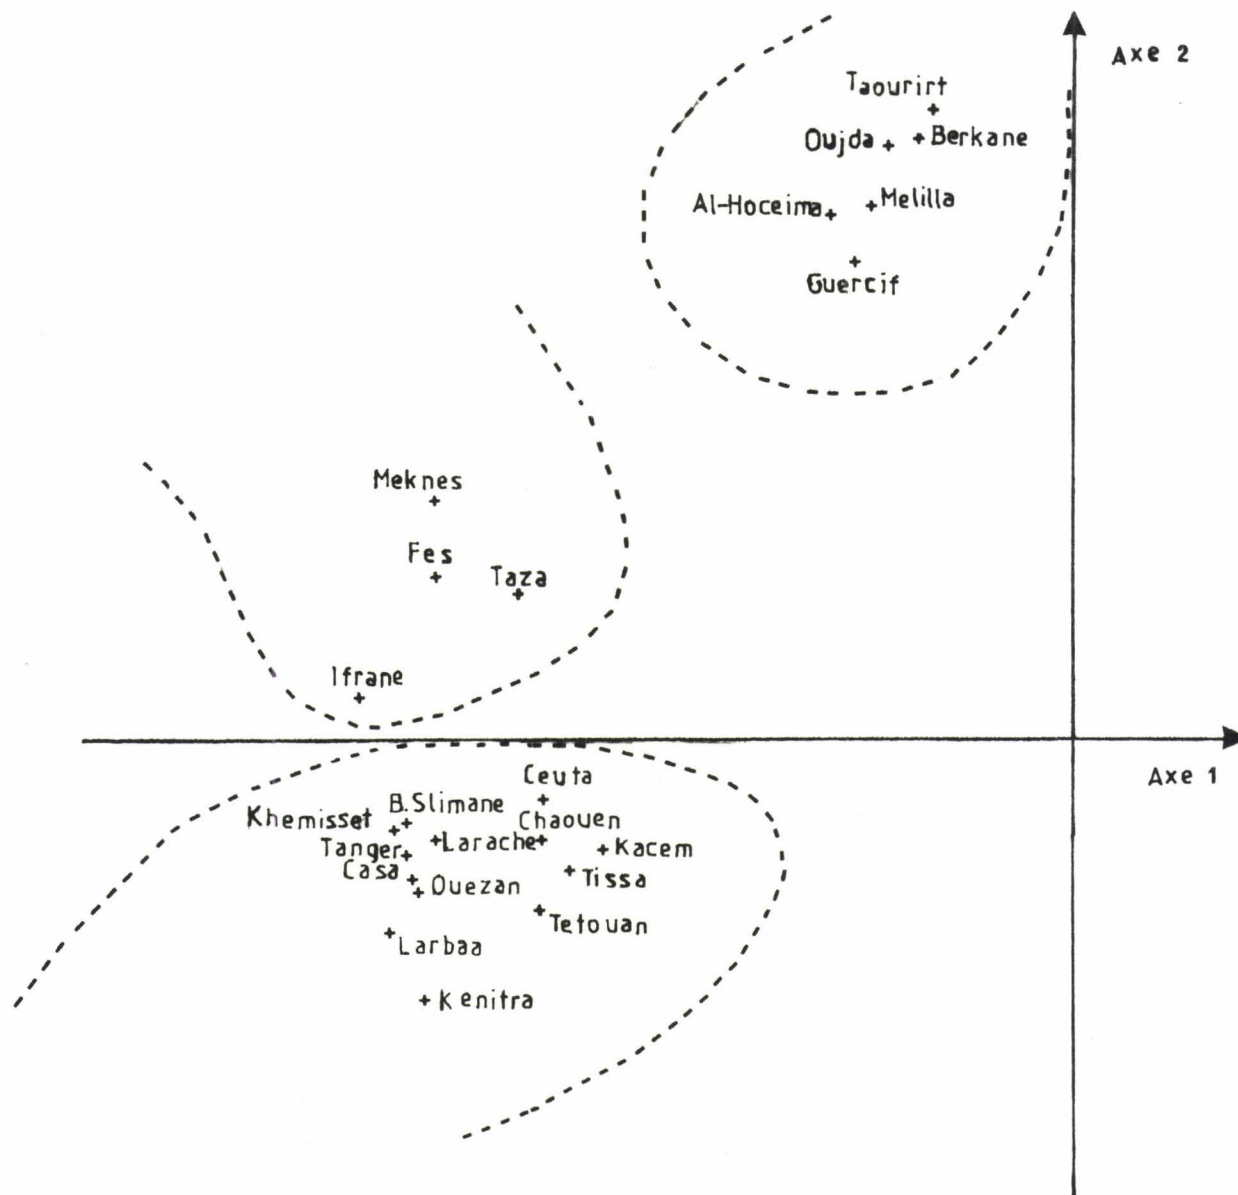 Axe 2
Taourirt
Oujda
Berkane
Al-Hoceima
Melilla
Guercif
Meknes
Fes
Taza
Ifrane
Axe 1
Ceuta
B.Slimane
Khemisset
Chaouen
Larache
Tanger
Kacem
Casa
Tissa
Ouezan
Tetouan
Larbaa
Kenitra